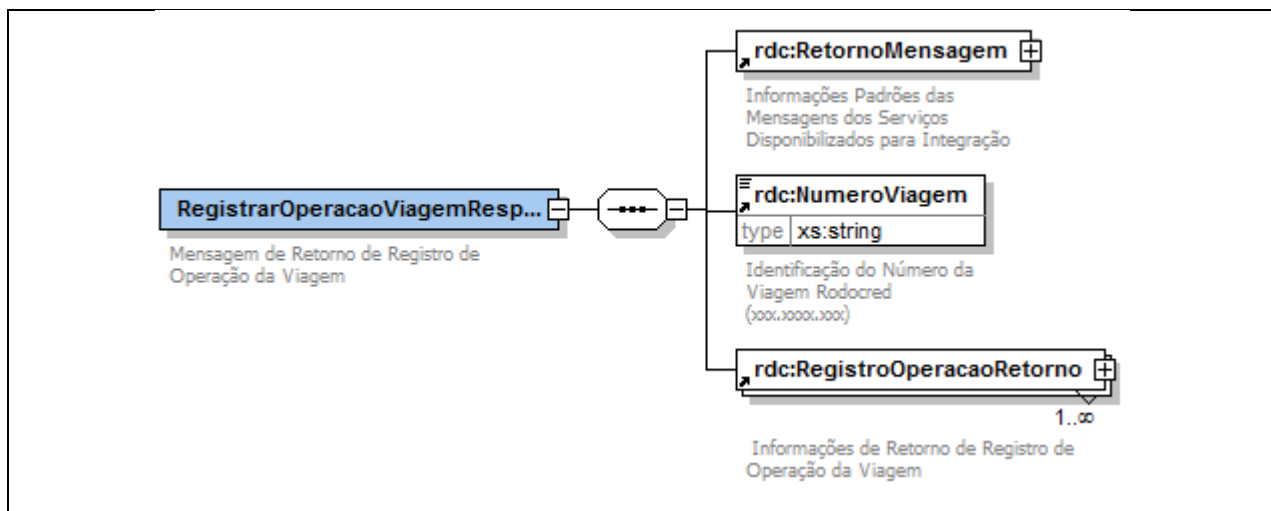 rdc:RetornoMensagem
Informações Padrões das
Mensagens dos Serviços
Disponibilizados para Integração
RegistrarOperacaoViagemResp...
Mensagem de Retorno de Registro de
Operação da Viagem
rdc:NumeroViagem
type xs:string
Identificação do Número da
Viagem Rodocred
(xxx.xxxx.xxx)
rdc:RegistroOperacaoRetorno
1..∞
Informações de Retorno de Registro de
Operação da Viagem